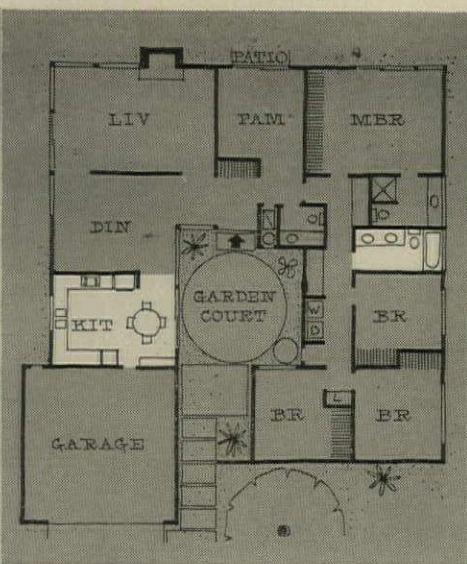 PATIO
LIV
FAM
MBR
DIN
GARDEN
COURT
KIT
W
D
BR
BR
BR
L
GARAGE